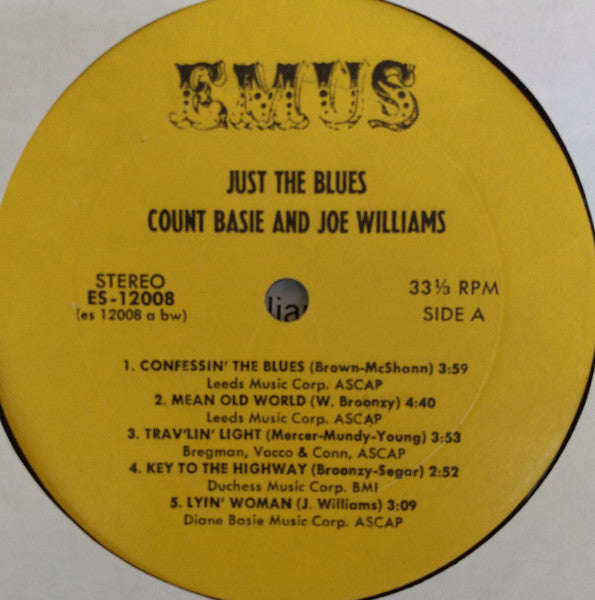 EMUS
JUST THE BLUES
COUNT BASIE AND JOE WILLIAMS
STEREO
ES-12008
(es 12008 a bw)
33⅓ RPM
SIDE A
1. CONFESSIN' THE BLUES (Brown-McShann) 3:59
Leeds Music Corp. ASCAP
2. MEAN OLD WORLD (W. Broonzy) 4:40
Leeds Music Corp. ASCAP
3. TRAV'LIN' LIGHT (Mercer-Mundy-Young) 3:53
Bregman, Vocco & Conn, ASCAP
4. KEY TO THE HIGHWAY (Broonzy-Segar) 2:52
Duchess Music Corp. BMI
5. LYIN' WOMAN (J. Williams) 3:09
Diane Basie Music Corp. ASCAP